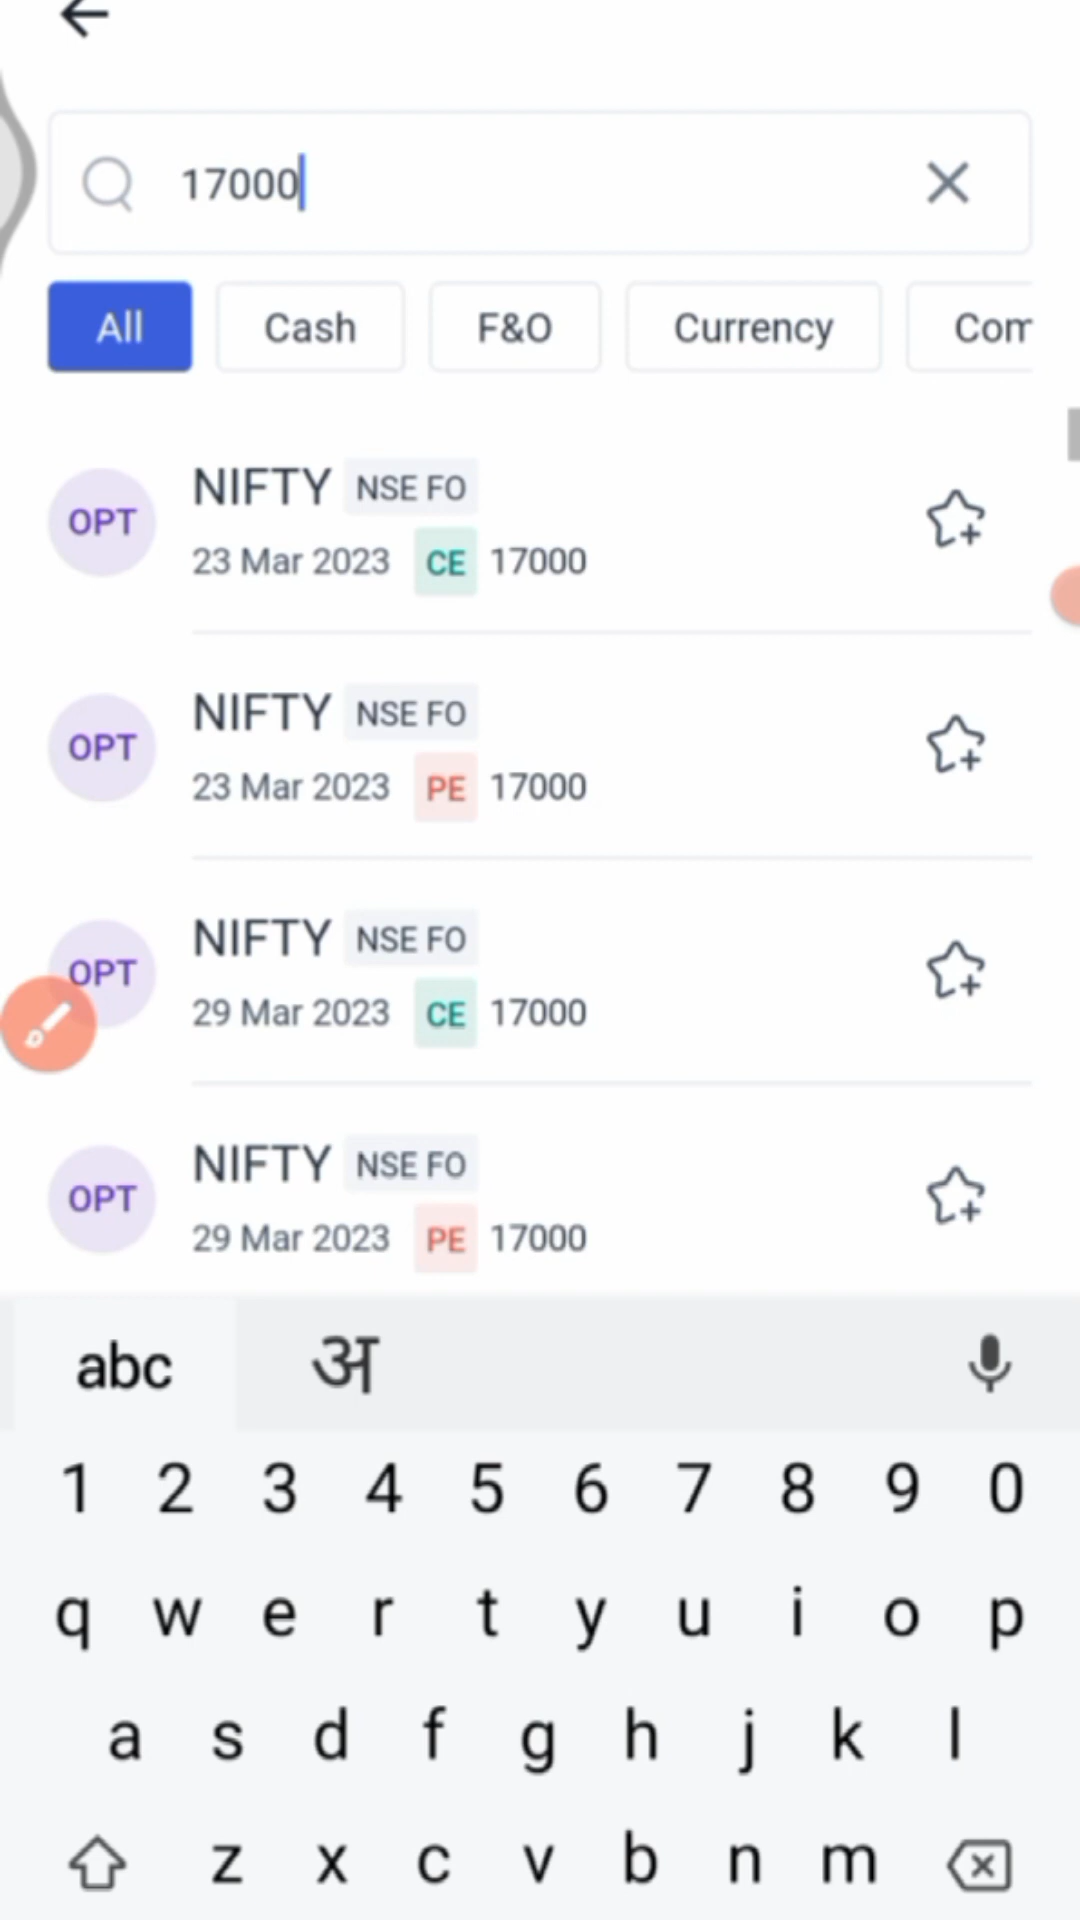 17000
All Cash F&O Currency Com
OPT NIFTY NSE FO
23 Mar 2023 CE 17000
OPT NIFTY NSE FO
23 Mar 2023 PE 17000
OPT NIFTY NSE FO
29 Mar 2023 CE 17000
OPT NIFTY NSE FO
29 Mar 2023 PE 17000
abc अ
1 2 3 4 5 6 7 8 9 0
q w e r t y u i o p
a s d f g h j k l
z x c v b n m